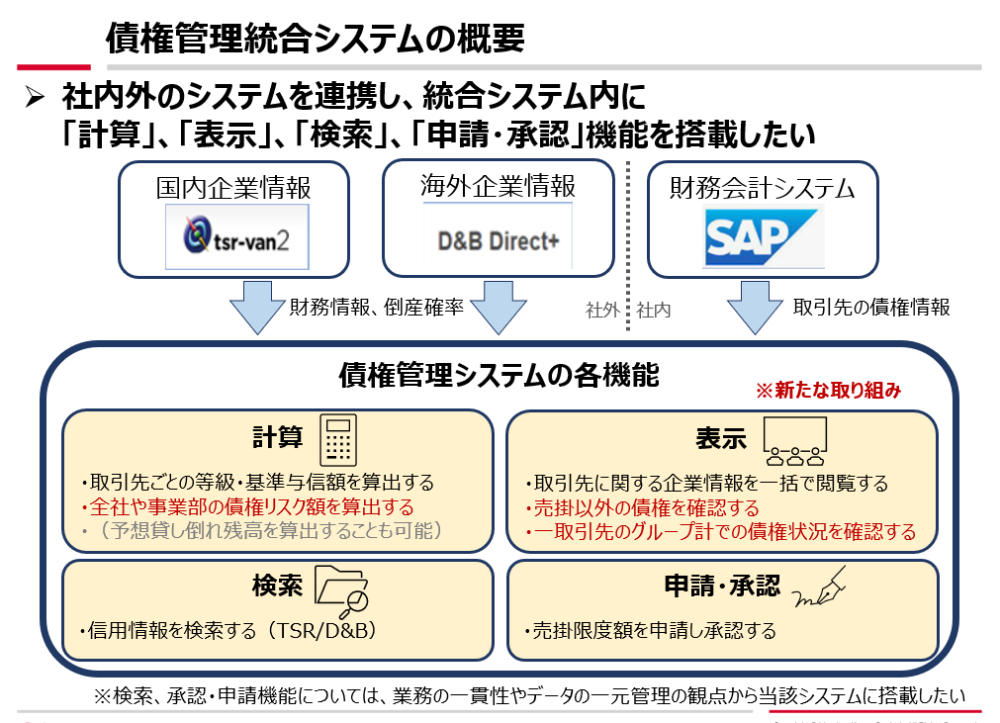 債権管理統合システムの概要
➢ 社内外のシステムを連携し、統合システム内に
「計算」、「表示」、「検索」、「申請・承認」機能を搭載したい
国内企業情報
tsr-van2
海外企業情報
D&B Direct+
財務会計システム
SAP
財務情報、倒産確率
社外
社内
取引先の債権情報
債権管理システムの各機能
※新たな取り組み
計算
・取引先ごとの等級・基準与信額を算出する
・全社や事業部の債権リスク額を算出する
・（予想貸し倒れ残高を算出することも可能）
表示
・取引先に関する企業情報を一括で閲覧する
・売掛以外の債権を確認する
・一取引先のグループ計での債権状況を確認する
検索
・信用情報を検索する（TSR/D&B）
申請・承認
・売掛限度額を申請し承認する
※検索、承認・申請機能については、業務の一貫性やデータの一元管理の観点から当該システムに搭載したい